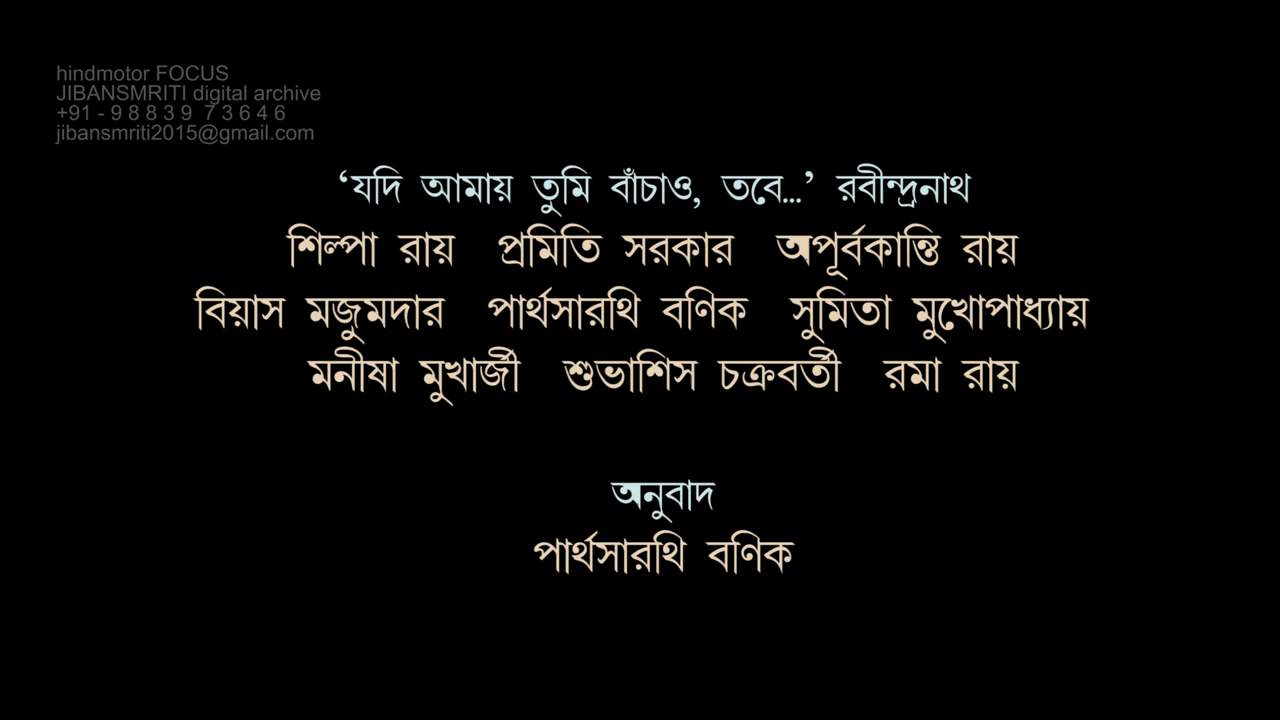 hindmotor FOCUS
JIBANSMRITI digital archive
+91 - 9 8 8 3 9 7 3 6 4 6
jibansmriti2015@gmail.com
‘যদি আমায় তুমি বাঁচাও, তবে...’ রবীন্দ্রনাথ
শিল্পা রায় প্রমিতি সরকার অপূর্বকান্তি রায়
বিয়াস মজুমদার পার্থসারথি বণিক সুমিতা মুখোপাধ্যায়
মনীষা মুখার্জী শুভাশিস চক্রবর্তী রমা রায়
অনুবাদ
পার্থসারথি বণিক